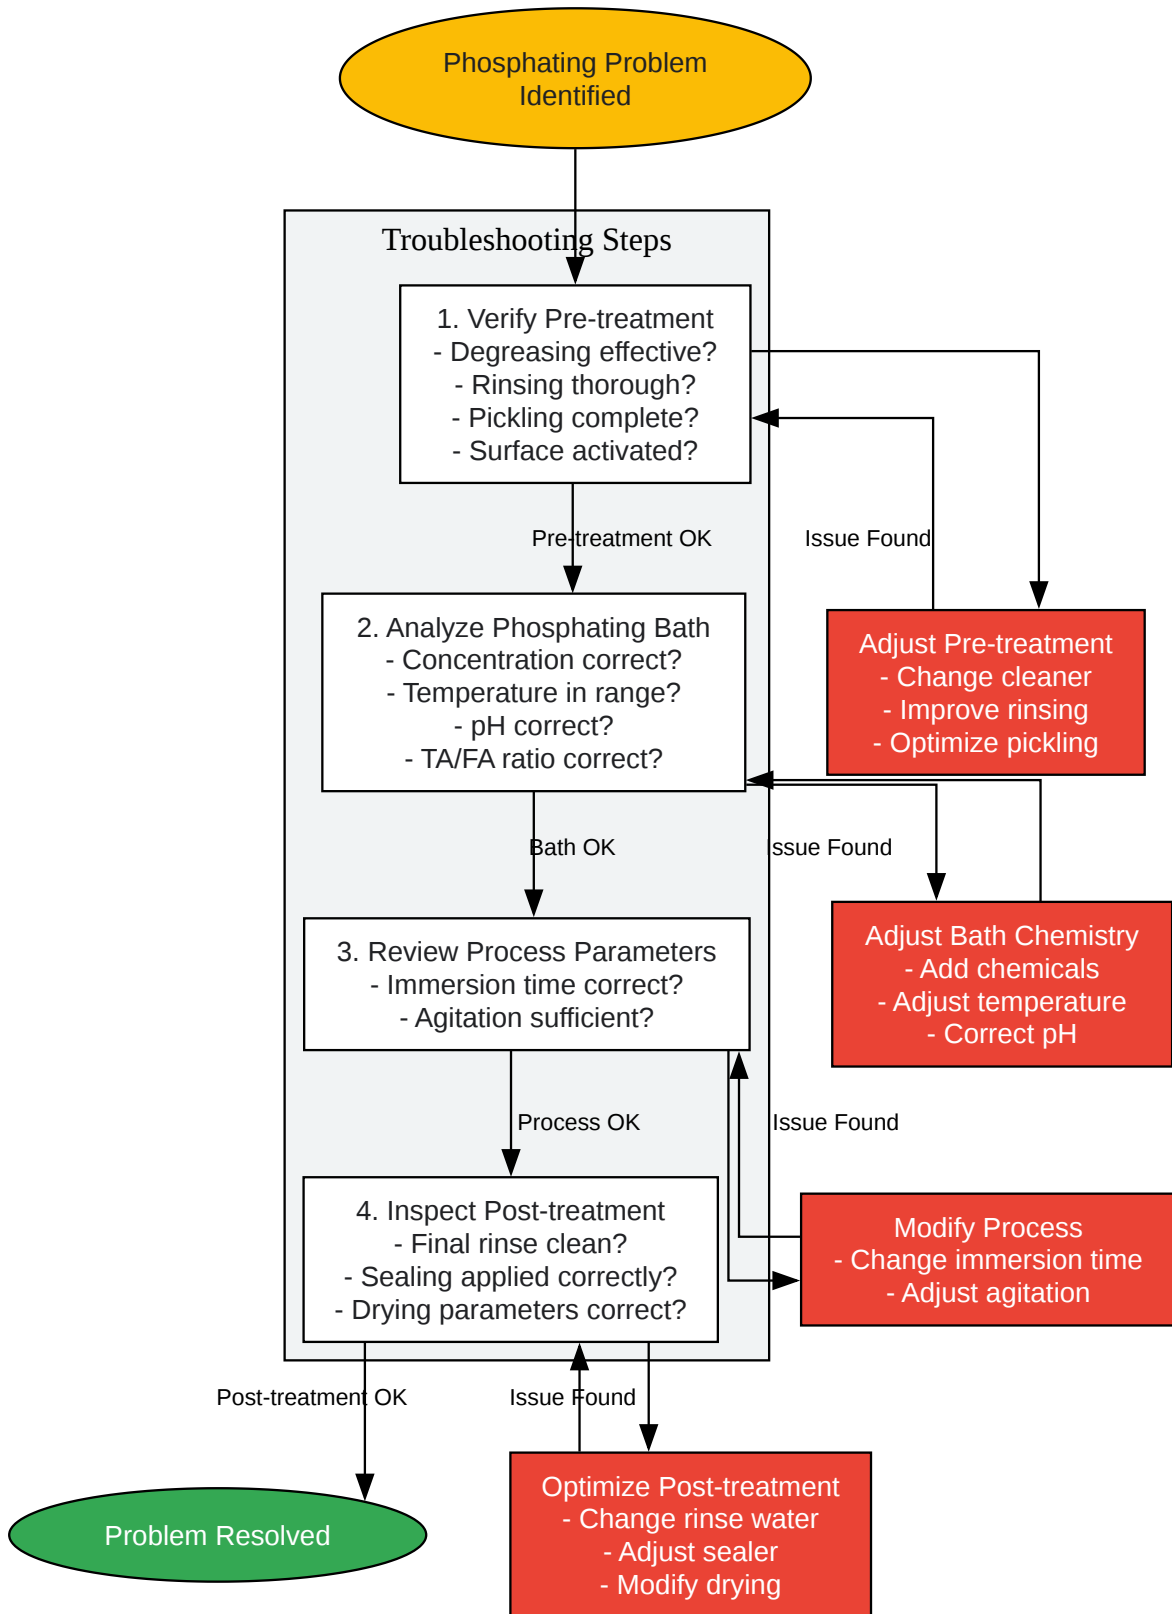 Phosphating Problem
Identified
Troubleshooting Steps
1. Verify Pre-treatment
- Degreasing effective?
- Rinsing thorough?
- Pickling complete?
- Surface activated?
Pre-treatment OK
Issue Found
2. Analyze Phosphating Bath
- Concentration correct?
- Temperature in range?
- pH correct?
- TA/FA ratio correct?
Adjust Pre-treatment
- Change cleaner
- Improve rinsing
- Optimize pickling
Bath OK
Issue Found
3. Review Process Parameters
- Immersion time correct?
- Agitation sufficient?
Adjust Bath Chemistry
- Add chemicals
- Adjust temperature
- Correct pH
Process OK
Issue Found
4. Inspect Post-treatment
- Final rinse clean?
- Sealing applied correctly?
- Drying parameters correct?
Modify Process
- Change immersion time
- Adjust agitation
Post-treatment OK
Issue Found
Problem Resolved
Optimize Post-treatment
- Change rinse water
- Adjust sealer
- Modify drying